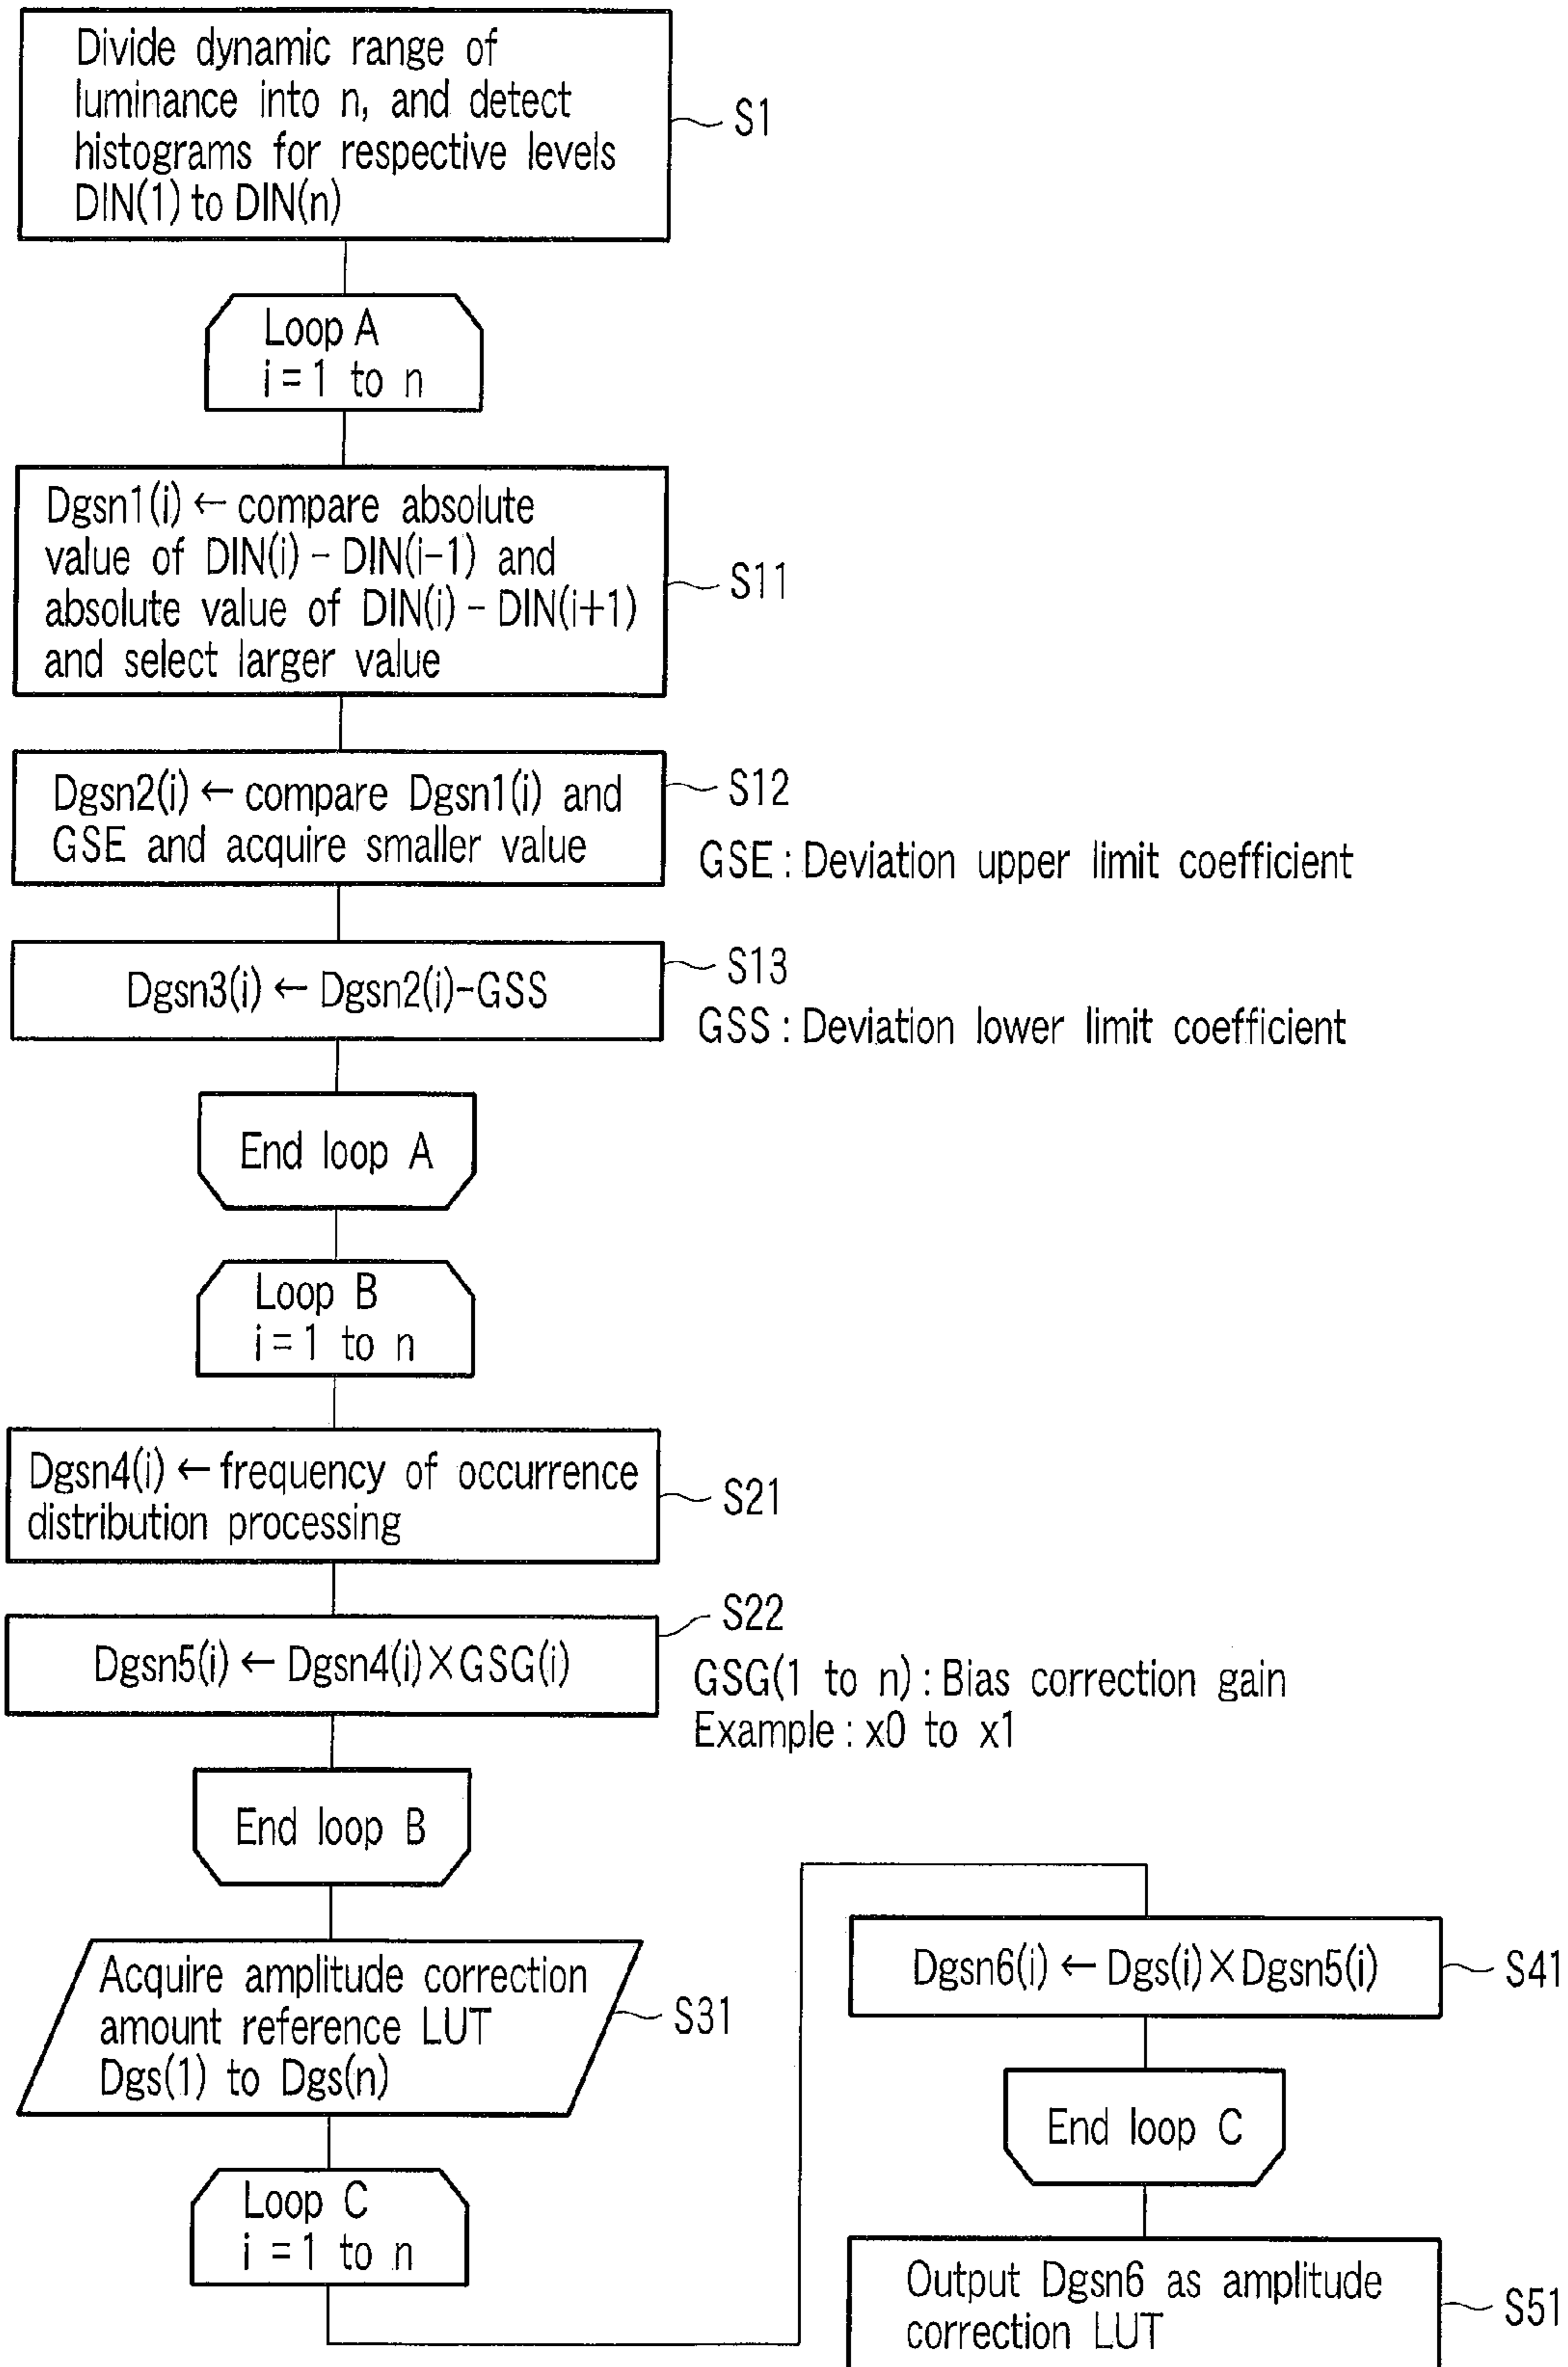 Divide dynamic range of
luminance into n, and detect
histograms for respective levels
DIN(1) to DIN(n)
S1
Loop A
i = 1 to n
Dgsn1(i) ← compare absolute
value of DIN(i) - DIN(i-1) and
absolute value of DIN(i) - DIN(i+1)
and select larger value
S11
Dgsn2(i) ← compare Dgsn1(i) and
GSE and acquire smaller value
S12
GSE : Deviation upper limit coefficient
Dgsn3(i) ← Dgsn2(i)-GSS
S13
GSS : Deviation lower limit coefficient
End loop A
Loop B
i = 1 to n
Dgsn4(i) ← frequency of occurrence
distribution processing
S21
Dgsn5(i) ← Dgsn4(i)×GSG(i)
S22
GSG(1 to n) : Bias correction gain
Example : x0 to x1
End loop B
Acquire amplitude correction
amount reference LUT
Dgs(1) to Dgs(n)
S31
Loop C
i = 1 to n
Dgsn6(i) ← Dgs(i)×Dgsn5(i)
S41
End loop C
Output Dgsn6 as amplitude
correction LUT
S51